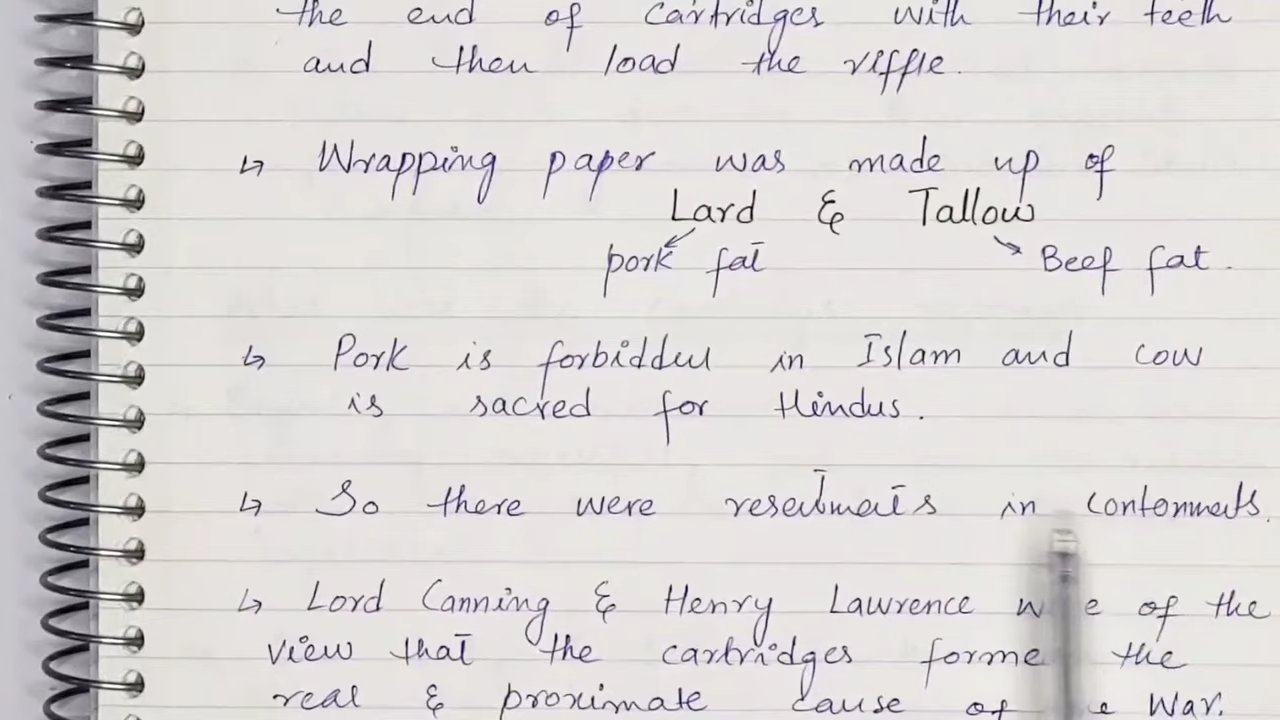 the end of cartridges with their teeth
and then load the riffle.
↳ Wrapping paper was made up of
Lard & Tallow
pork fat Beef fat.
↳ Pork is forbidden in Islam and cow
is sacred for Hindus.
↳ So there were resentments in contonments.
↳ Lord Canning & Henry Lawrence of the
view that the cartridges the
real & proximate cause of War.